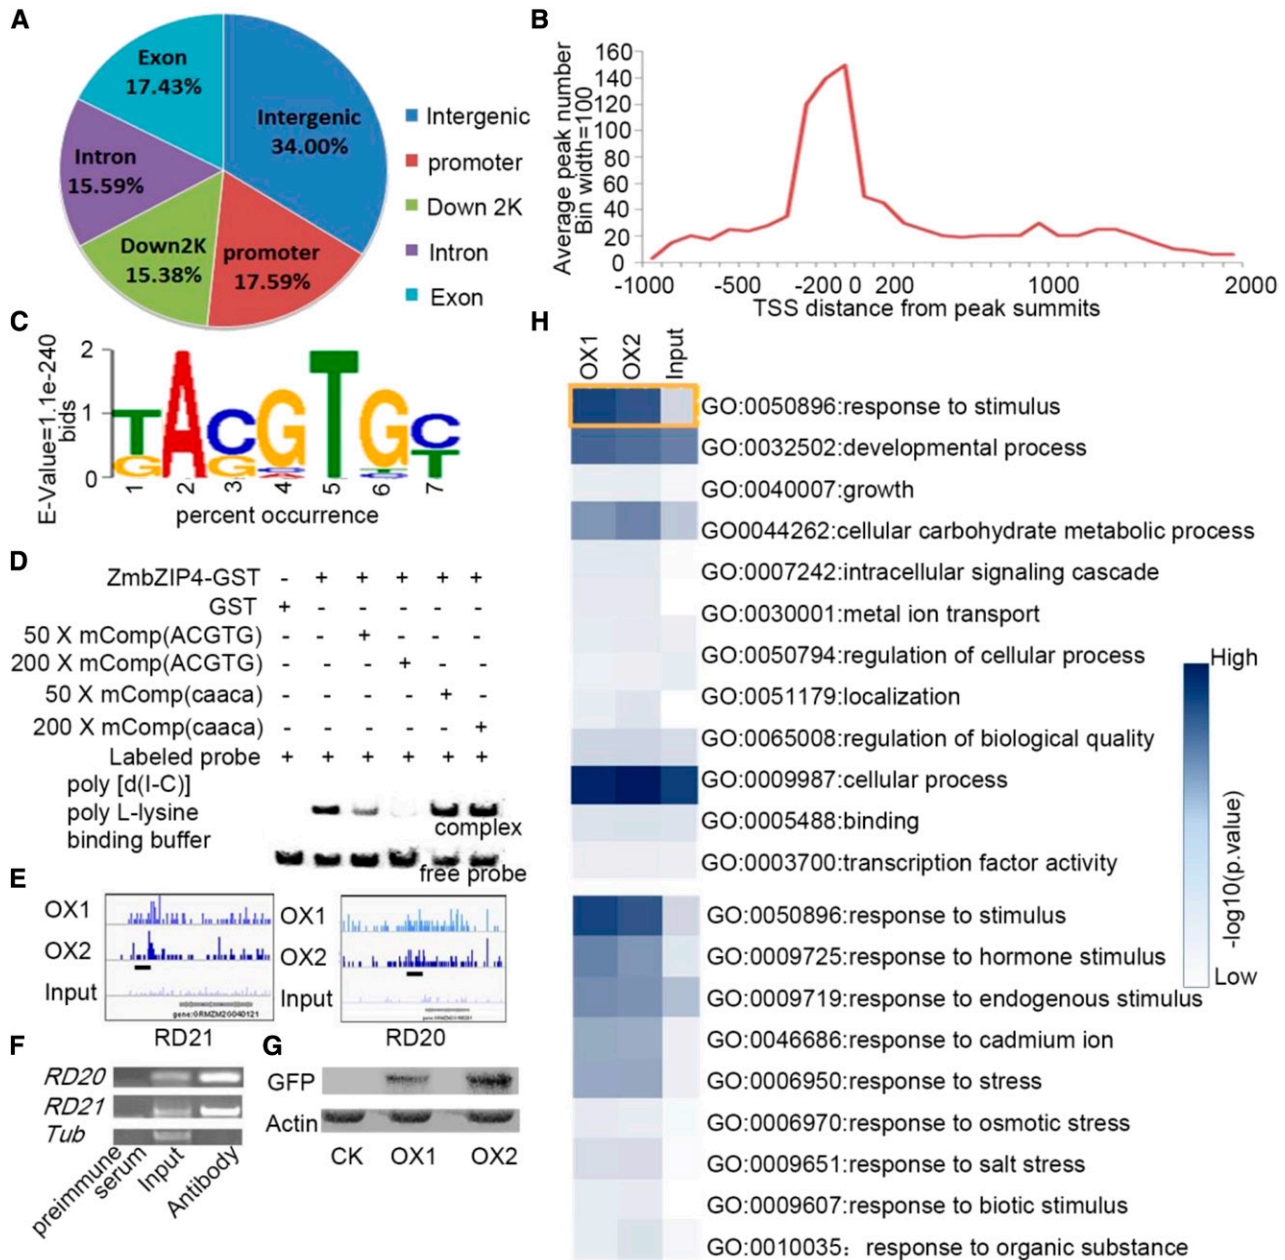 A
Exon
17.43%
Intergenic
34.00%
Intron
15.59%
Down2K
15.38%
promoter
17.59%
Intergenic
promoter
Down 2K
Intron
Exon
B
Average peak number
Bin width=100
160
140
120
100
80
60
40
20
0
-1000 -500 -200 0 200 1000 2000
TSS distance from peak summits
C
E-Value=1.1e-240
bids
2
1
0
TACGTGC
GGT
1 2 3 4 5 6 7
percent occurrence
D
ZmbZIP4-GST - + + + + +
GST + - - - - -
50 X mComp(ACGTG) - - + - - -
200 X mComp(ACGTG) - - - + - -
50 X mComp(caaca) - - - - + -
200 X mComp(caaca) - - - - - +
Labeled probe + + + + + +
poly [d(I-C)]
poly L-lysine
binding buffer
complex
free probe
E
OX1
OX2
Input
RD21
OX1
OX2
Input
RD20
F
RD20
RD21
Tub
preimmune
serum
Input
Antibody
G
GFP
Actin
CK OX1 OX2
H
OX1 OX2 Input
GO:0050896:response to stimulus
GO:0032502:developmental process
GO:0040007:growth
GO0044262:cellular carbohydrate metabolic process
GO:0007242:intracellular signaling cascade
GO:0030001:metal ion transport
GO:0050794:regulation of cellular process
GO:0051179:localization
GO:0065008:regulation of biological quality
GO:0009987:cellular process
GO:0005488:binding
GO:0003700:transcription factor activity
GO:0050896:response to stimulus
GO:0009725:response to hormone stimulus
GO:0009719:response to endogenous stimulus
GO:0046686:response to cadmium ion
GO:0006950:response to stress
GO:0006970:response to osmotic stress
GO:0009651:response to salt stress
GO:0009607:response to biotic stimulus
GO:0010035: response to organic substance
High
-log10(p.value)
Low